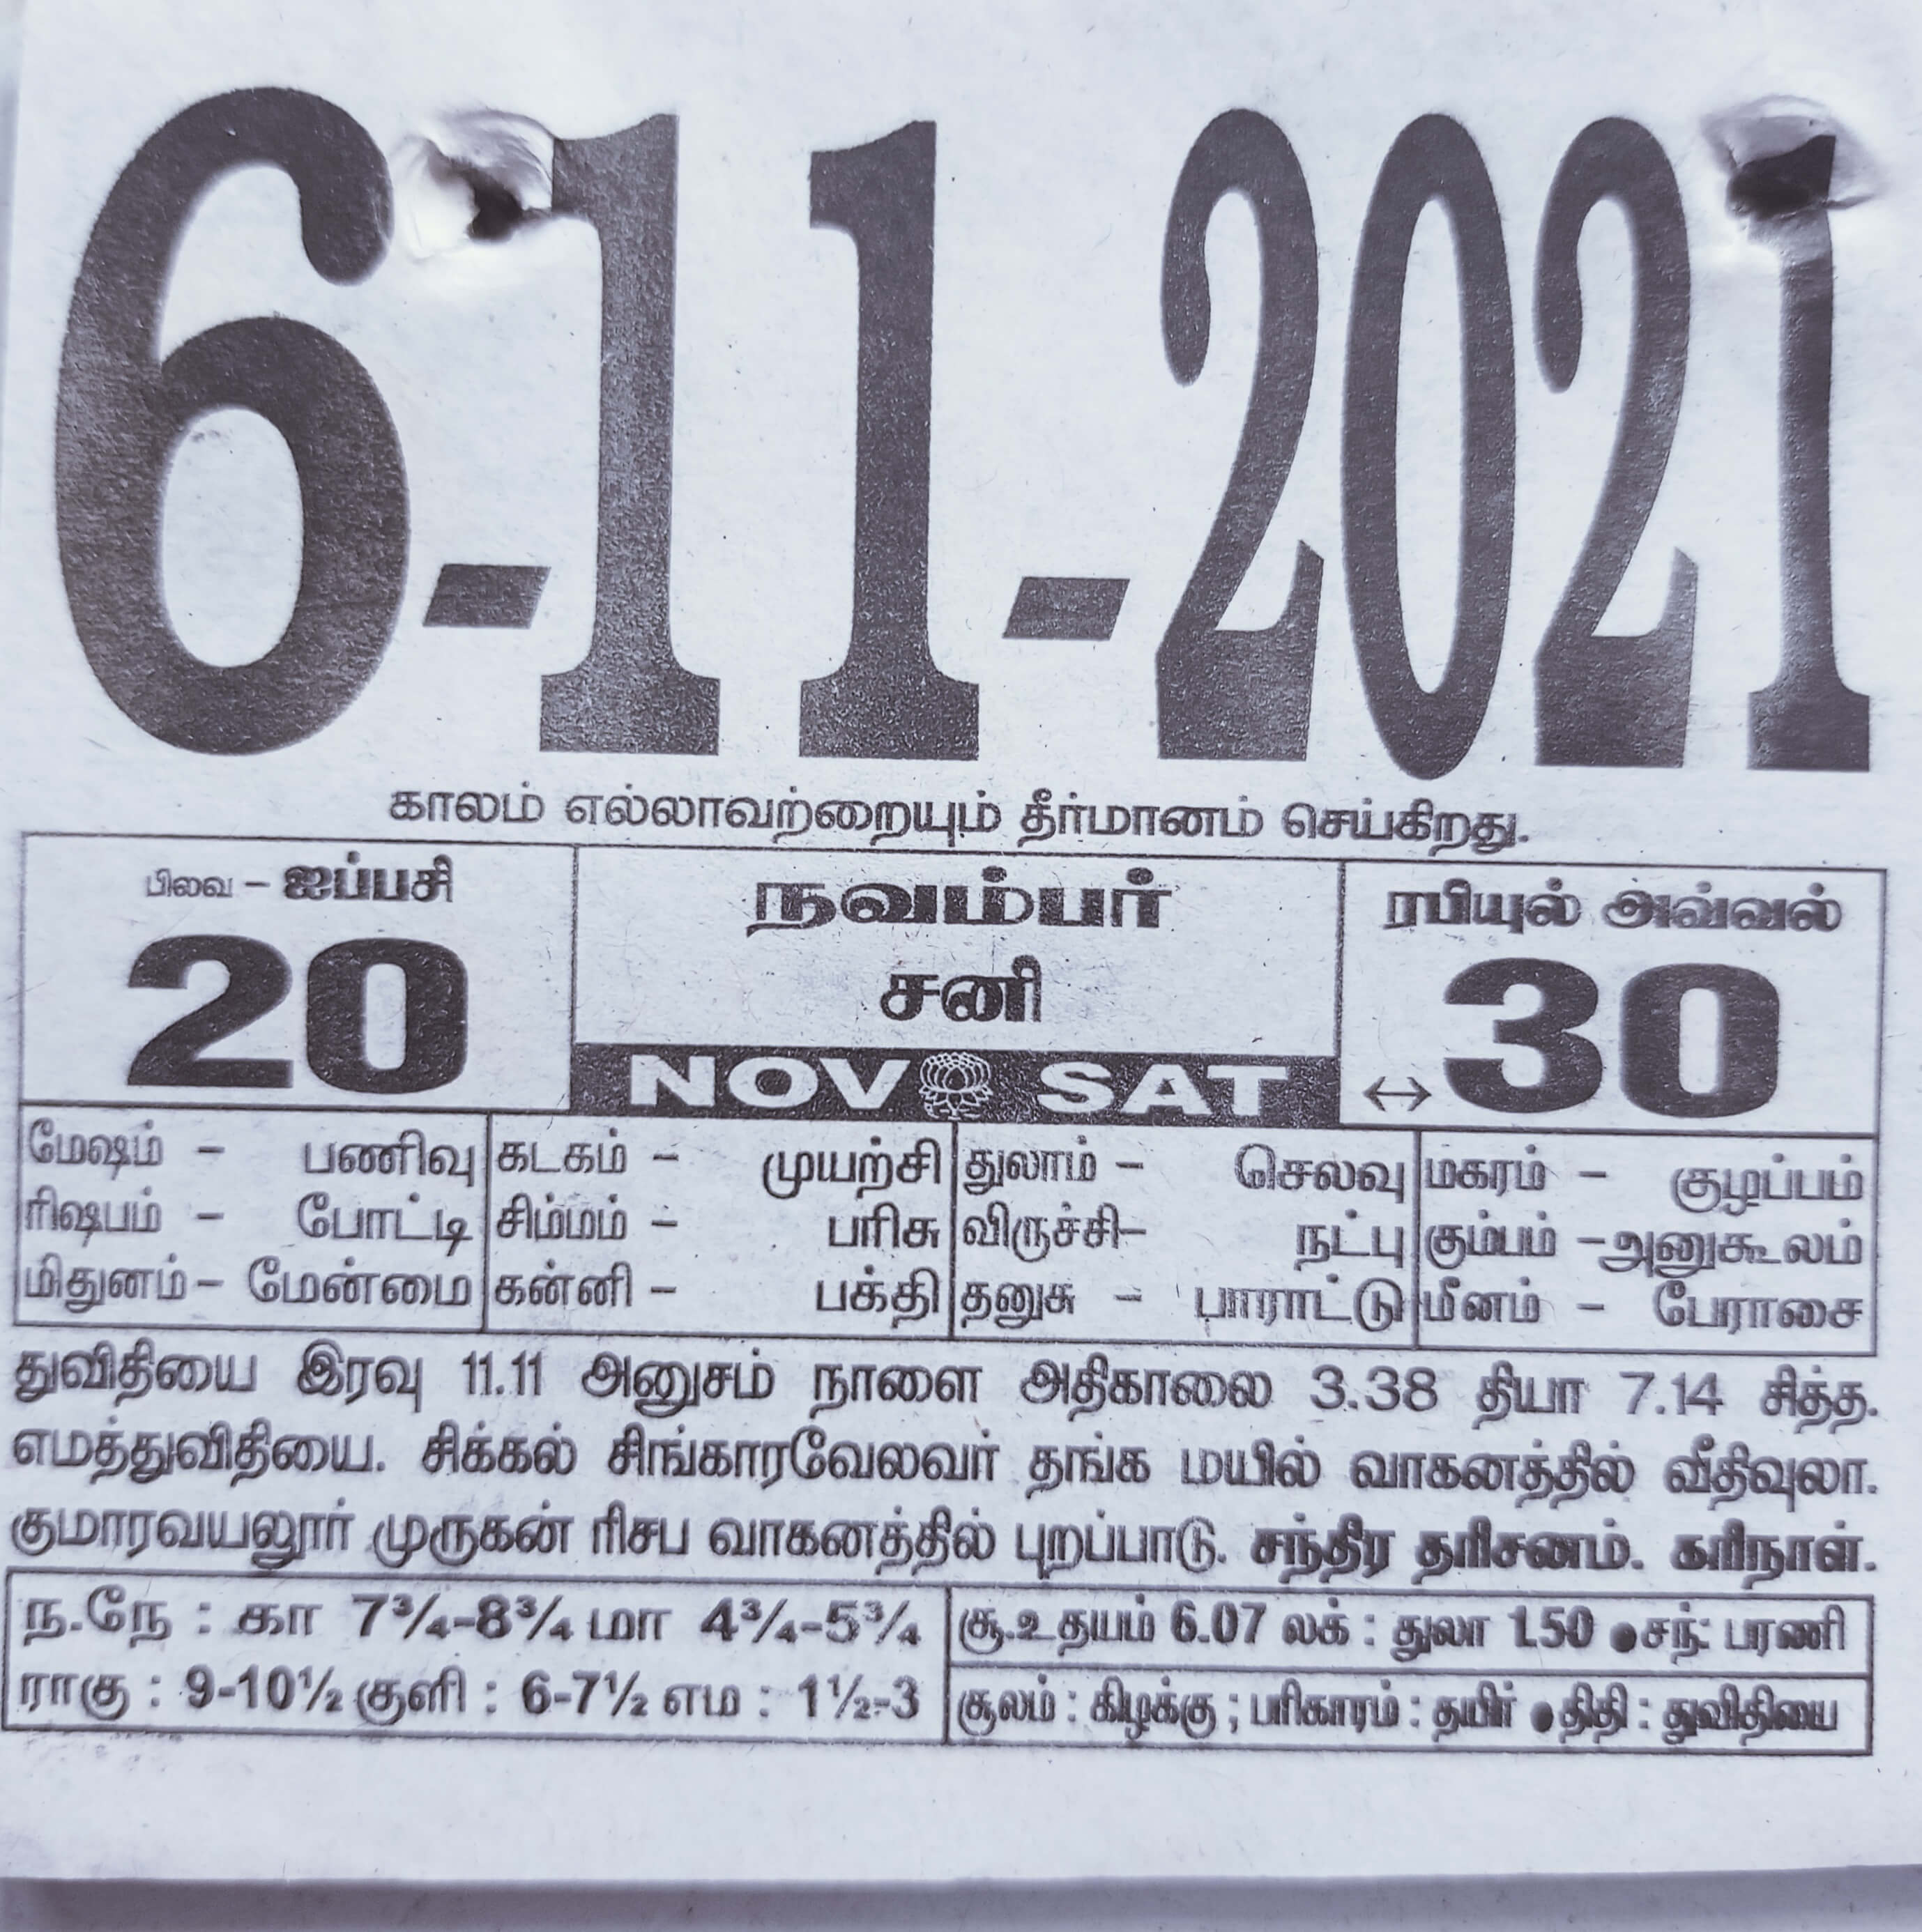 6-11-2021
காலம் எல்லாவற்றையும் தீர்மானம் செய்கிறது.
பிலவ – ஐப்பசி
20
நவம்பர்
சனி
NOV SAT
ரபியுல் அவ்வல்
↔30
மேஷம் – பணிவு
ரிஷபம் – போட்டி
மிதுனம் – மேன்மை
கடகம் – முயற்சி
சிம்மம் – பரிசு
கன்னி – பக்தி
துலாம் – செலவு
விருச்சி– நட்பு
தனுசு – பாராட்டு
மகரம் – குழப்பம்
கும்பம் –அனுகூலம்
மீனம் – பேராசை
துவிதியை இரவு 11.11 அனுசம் நாளை அதிகாலை 3.38 தியா 7.14 சித்த.
எமத்துவிதியை. சிக்கல் சிங்காரவேலவர் தங்க மயில் வாகனத்தில் வீதிவுலா.
குமாரவயலூர் முருகன் ரிசப வாகனத்தில் புறப்பாடு. சந்திர தரிசனம். கரிநாள்.
ந.நே : கா 7¾-8¾ மா 4¾-5¾
ராகு : 9-10½ குளி : 6-7½ எம : 1½-3
சூ.உதயம் 6.07 லக் : துலா 1.50 ●சந்: பரணி
சூலம் : கிழக்கு ; பரிகாரம் : தயிர் ●திதி : துவிதியை